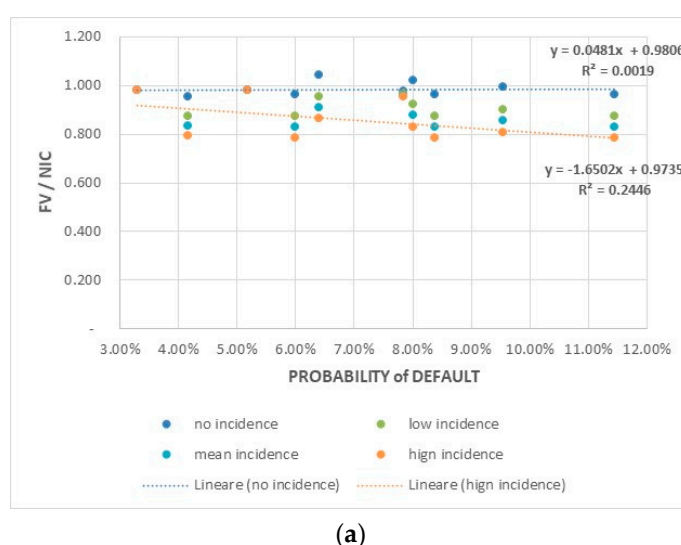 1.200
y = 0.0481x + 0.9806
R² = 0.0019
1.000
0.800
y = -1.6502x + 0.9735
R² = 0.2446
0.600
0.400
0.200
-
FV / NIC
3.00% 4.00% 5.00% 6.00% 7.00% 8.00% 9.00% 10.00% 11.00% 12.00%
PROBABILITY of DEFAULT
no incidence low incidence
mean incidence hign incidence
Lineare (no incidence) Lineare (hign incidence)
(a)